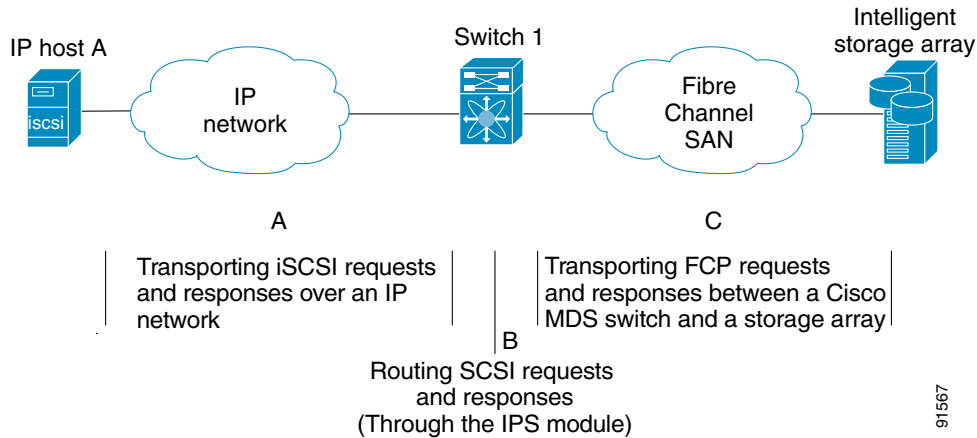 IP host A
iscsi
IP
network
Switch 1
Fibre
Channel
SAN
Intelligent
storage array
A
Transporting iSCSI requests
and responses over an IP
network
B
Routing SCSI requests
and responses
(Through the IPS module)
C
Transporting FCP requests
and responses between a Cisco
MDS switch and a storage array
91567